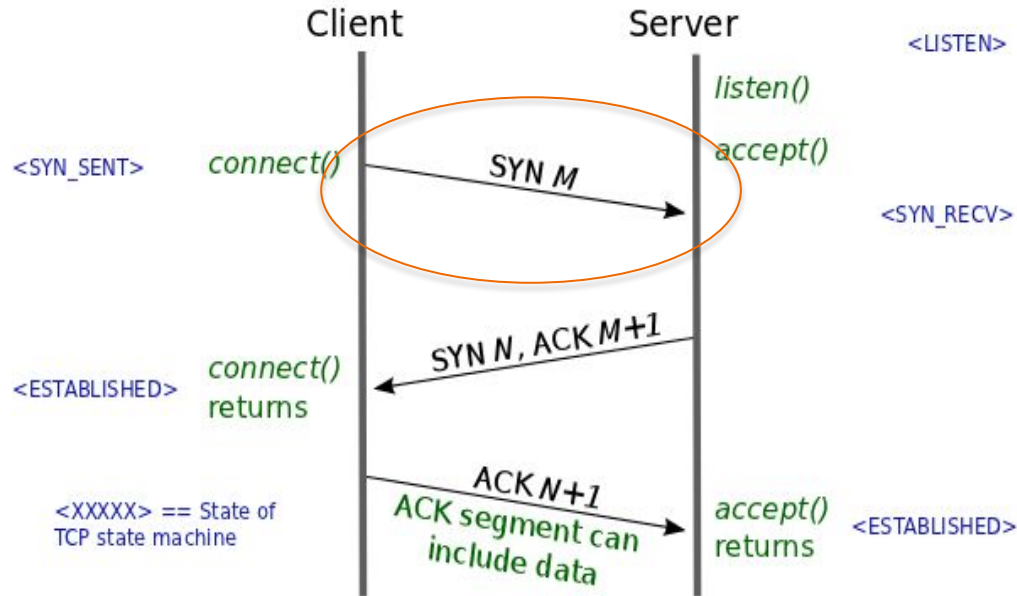 Client
Server
<LISTEN>
listen()
<SYN_SENT>
connect()
SYN M
accept()
<SYN_RECV>
SYN N, ACK M+1
<ESTABLISHED>
connect()
returns
ACK N+1
ACK segment can
include data
<XXXXX> == State of
TCP state machine
accept()
returns
<ESTABLISHED>